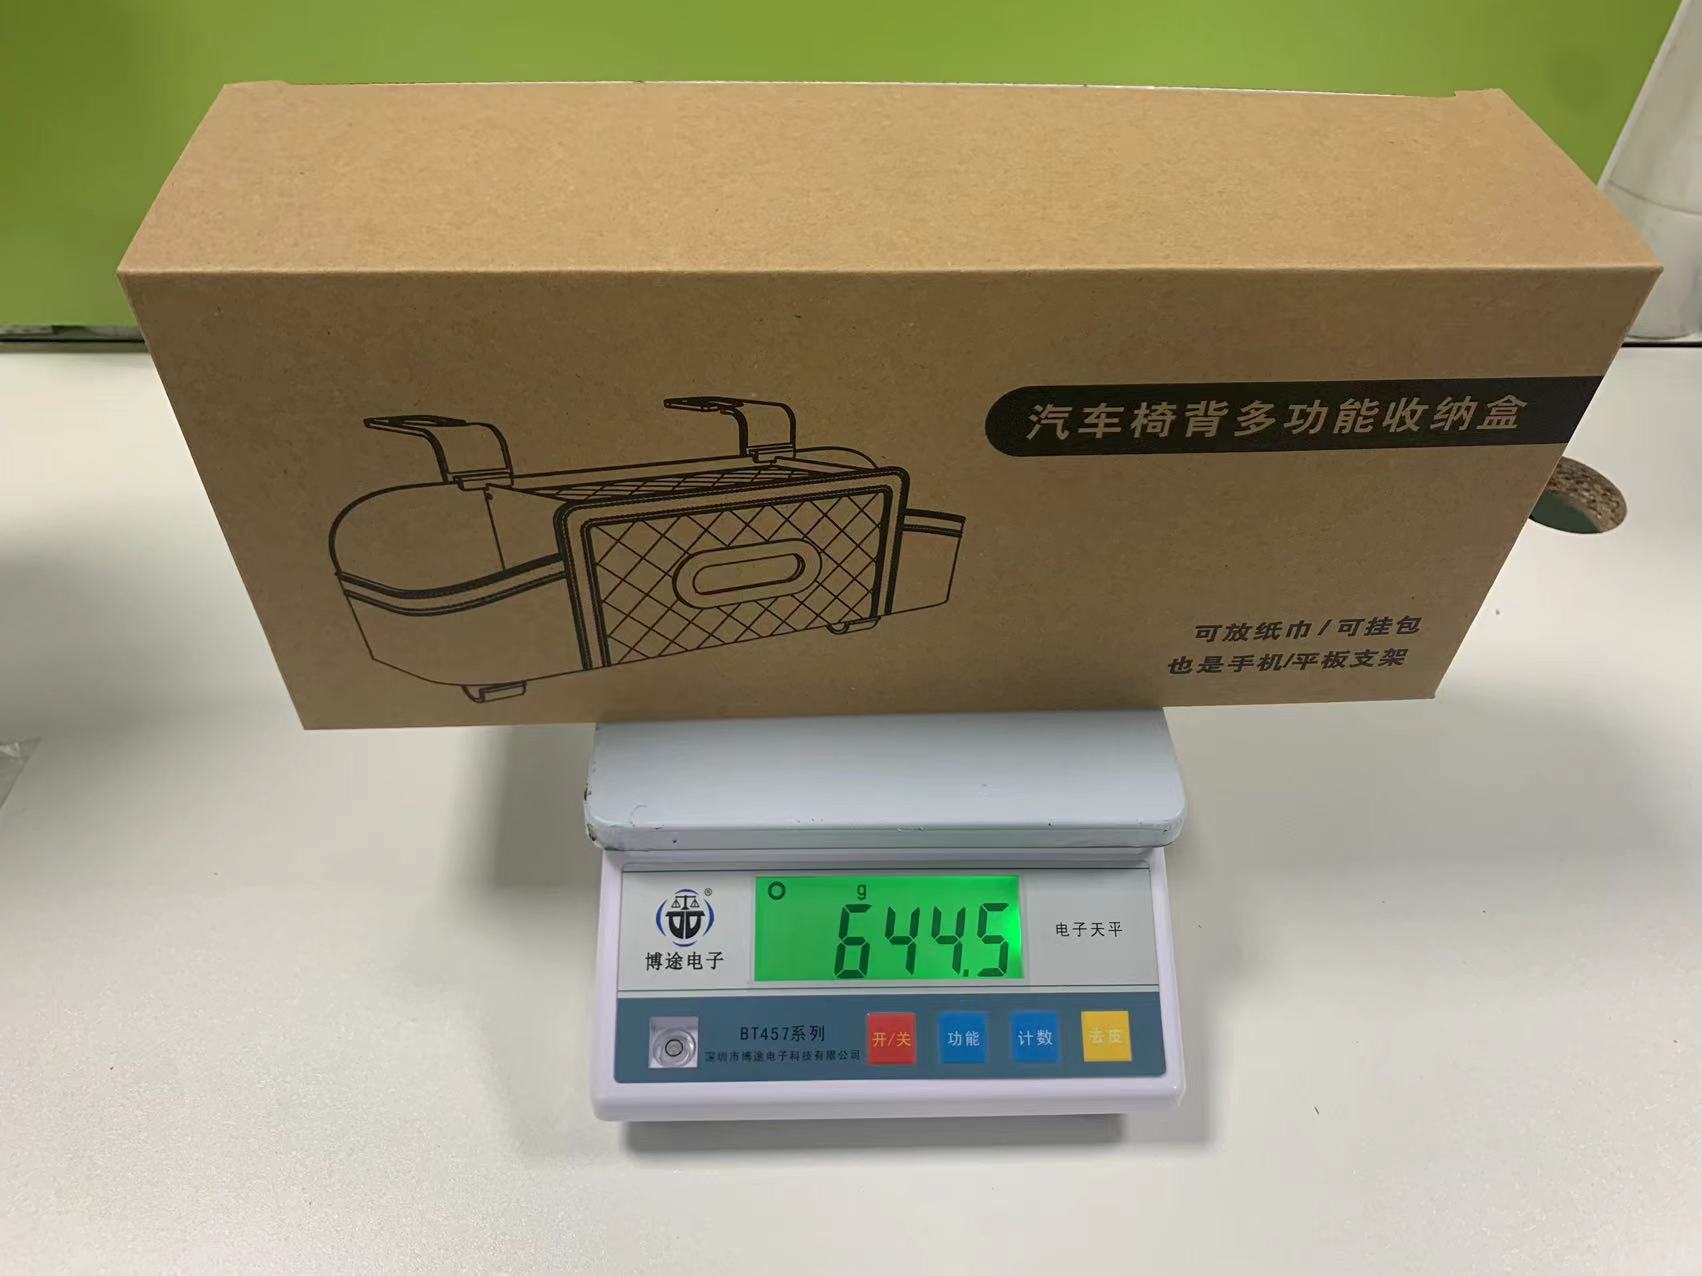 汽车椅背多功能收纳盒
可放纸巾/可挂包
也是手机/平板支架
g
644.5
®
博途电子
电子天平
BT457系列
深圳市博途电子科技有限公司
开/关
功能
计数
去皮